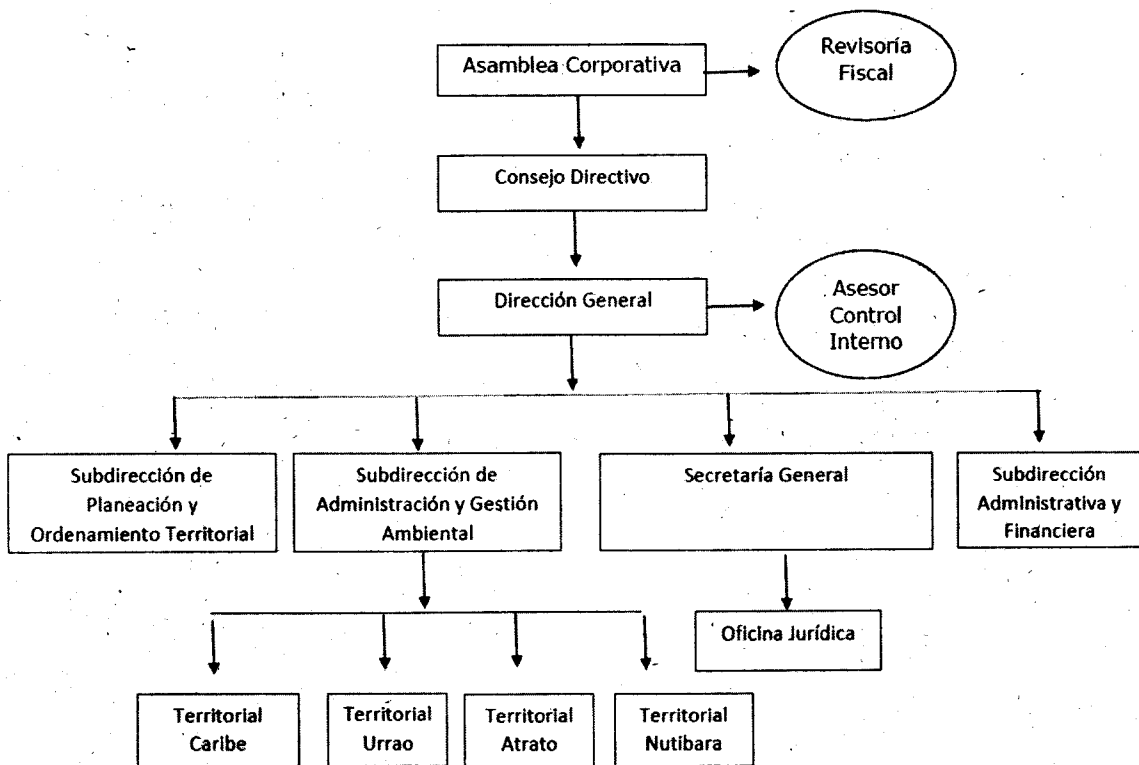 Asamblea Corporativa
Revisoría
Fiscal
Consejo Directivo
Dirección General
Asesor
Control
Interno
Subdirección de
Planeación y
Ordenamiento Territorial
Subdirección de
Administración y Gestión
Ambiental
Secretaría General
Subdirección
Administrativa y
Financiera
Oficina Jurídica
Territorial
Caribe
Territorial
Urrao
Territorial
Atrato
Territorial
Nutibara